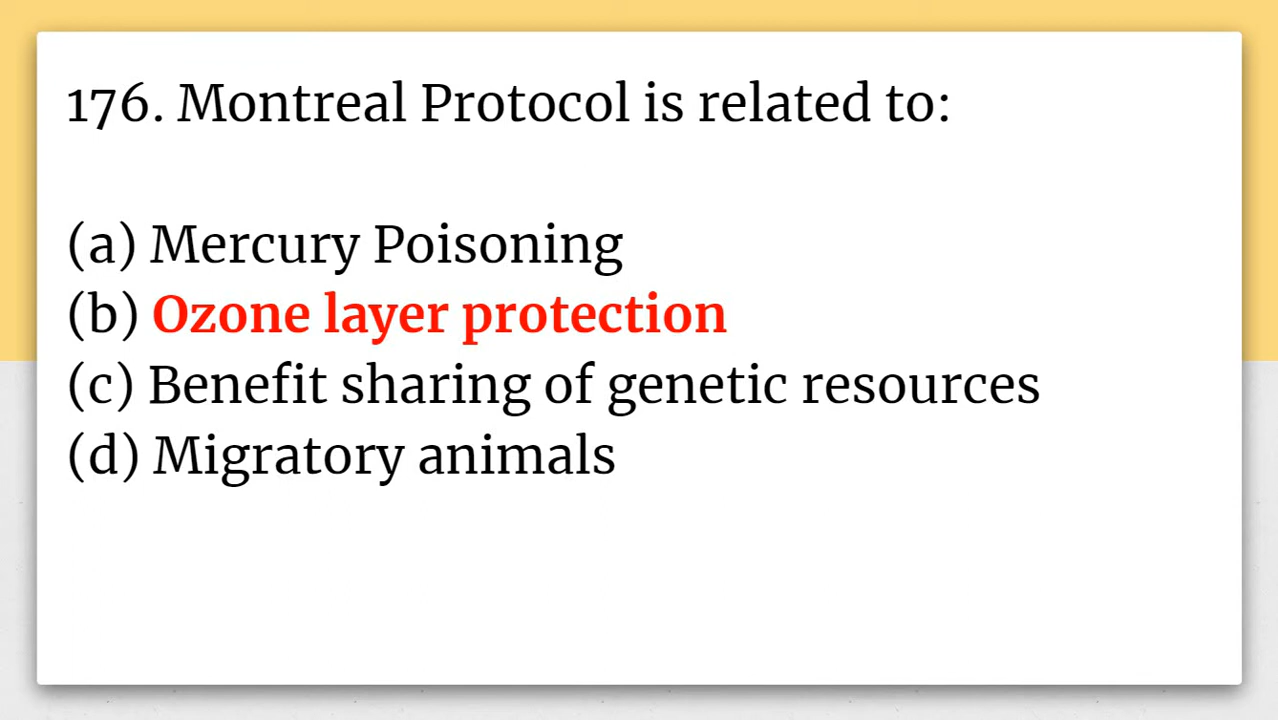 176. Montreal Protocol is related to:
(a) Mercury Poisoning
(b) Ozone layer protection
(c) Benefit sharing of genetic resources
(d) Migratory animals